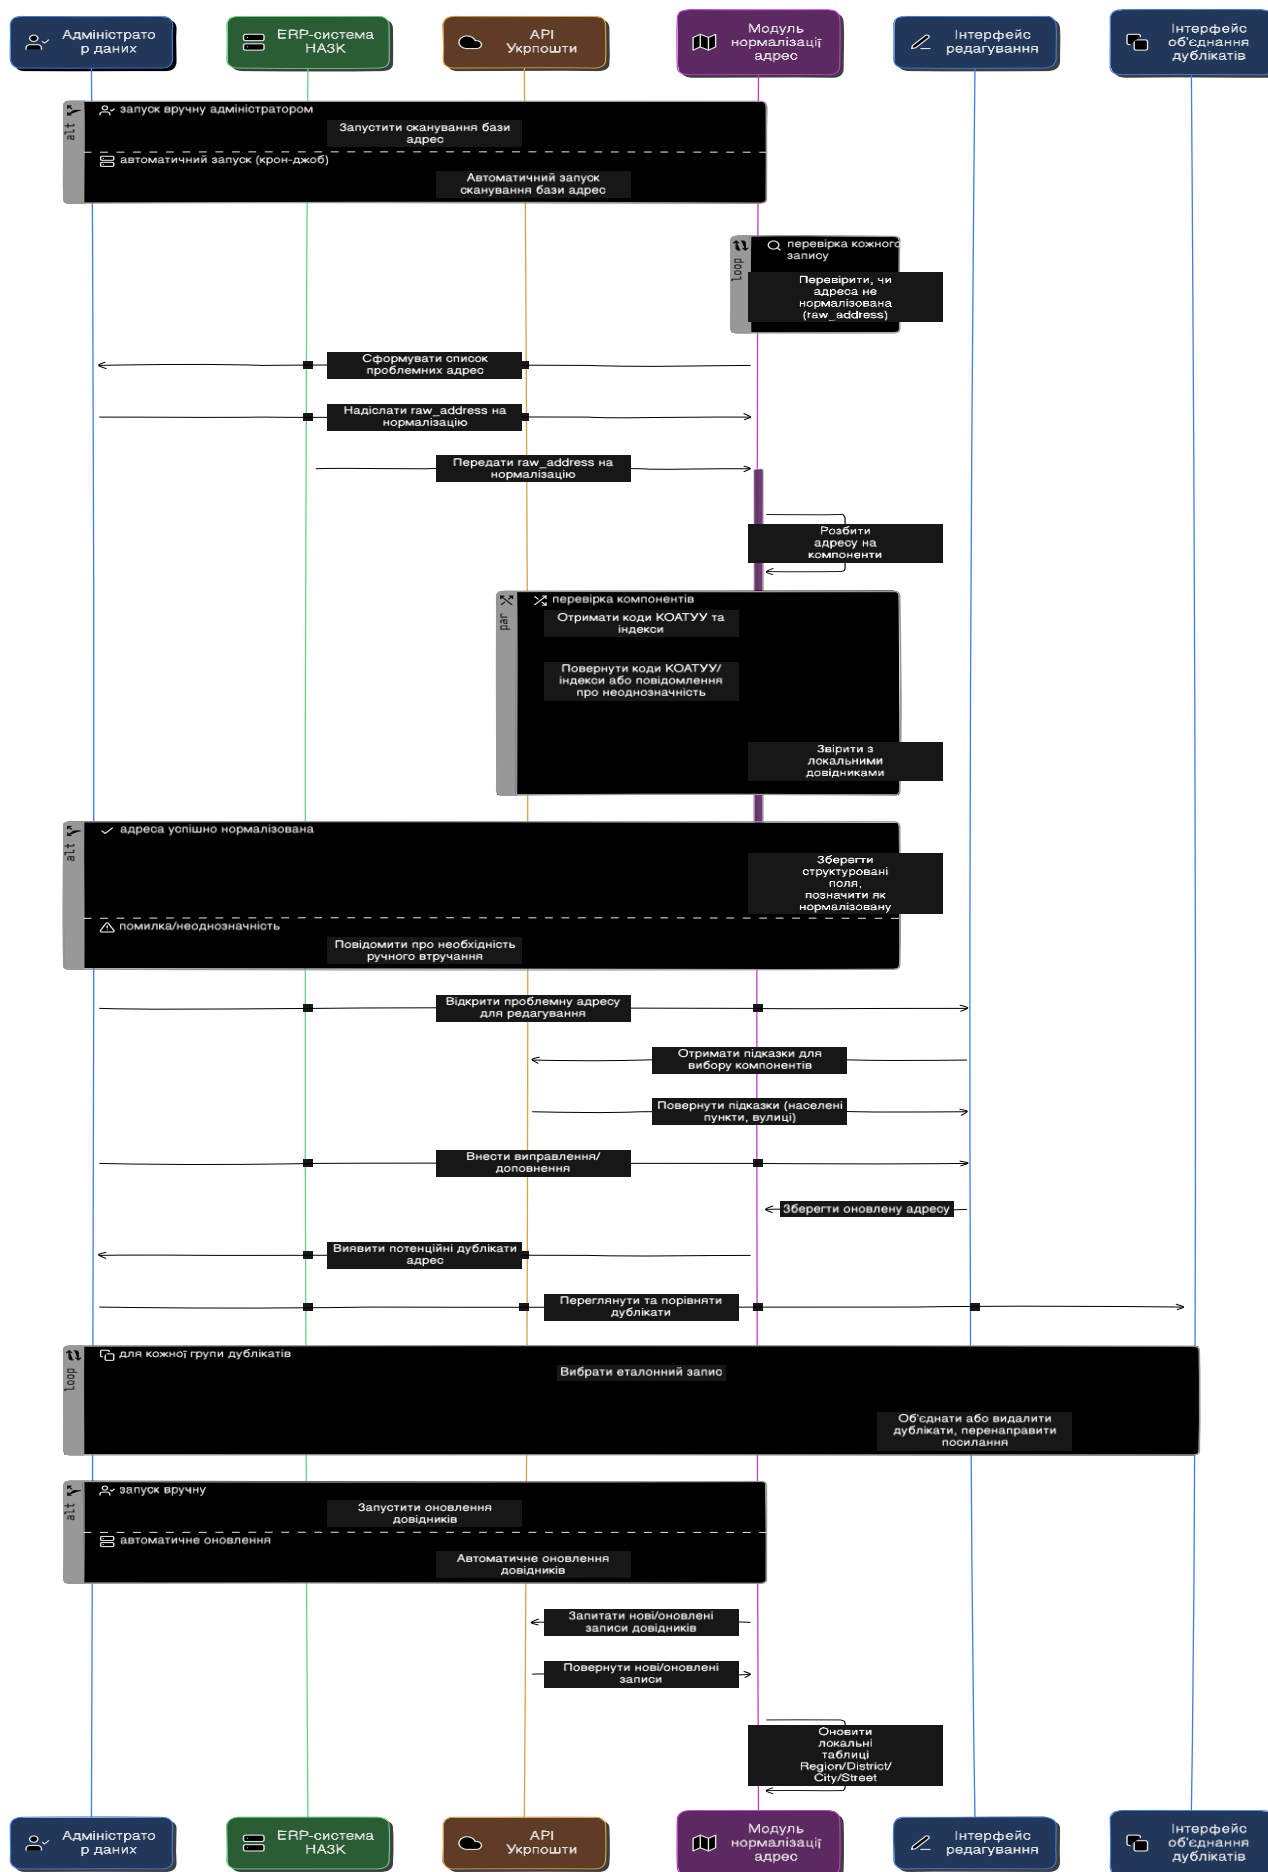 Адміністрато
р даних
ERP-система
НАЗК
API
Укрпошти
Модуль
нормалізації
адрес
Інтерфейс
редагування
Інтерфейс
об'єднання
дублікатів
alt
запуск вручну адміністратором
Запустити сканування бази
адрес
автоматичний запуск (крон-джоб)
Автоматичний запуск
сканування бази адрес
loop
перевірка кожного
запису
Перевірити, чи
адреса не
нормалізована
(raw_address)
Сформувати список
проблемних адрес
Надіслати raw_address на
нормалізацію
Передати raw_address на
нормалізацію
Розбити
адресу на
компоненти
par
перевірка компонентів
Отримати коди КОАТУУ та
індекси
Повернути коди КОАТУУ/
індекси або повідомлення
про неоднозначність
Звірити з
локальними
довідниками
alt
адреса успішно нормалізована
Зберегти
структуровані
поля,
позначити як
нормалізовану
помилка/неоднозначність
Повідомити про необхідність
ручного втручання
Відкрити проблемну адресу
для редагування
Отримати підказки для
вибору компонентів
Повернути підказки (населені
пункти, вулиці)
Внести виправлення/
доповнення
Зберегти оновлену адресу
Виявити потенційні дублікати
адрес
Переглянути та порівняти
дублікати
loop
для кожної групи дублікатів
Вибрати еталонний запис
Об'єднати або видалити
дублікати, перенаправити
посилання
alt
запуск вручну
Запустити оновлення
довідників
автоматичне оновлення
Автоматичне оновлення
довідників
Запитати нові/оновлені
записи довідників
Повернути нові/оновлені
записи
Оновити
локальні
таблиці
Region/District/
City/Street
Адміністрато
р даних
ERP-система
НАЗК
API
Укрпошти
Модуль
нормалізації
адрес
Інтерфейс
редагування
Інтерфейс
об'єднання
дублікатів